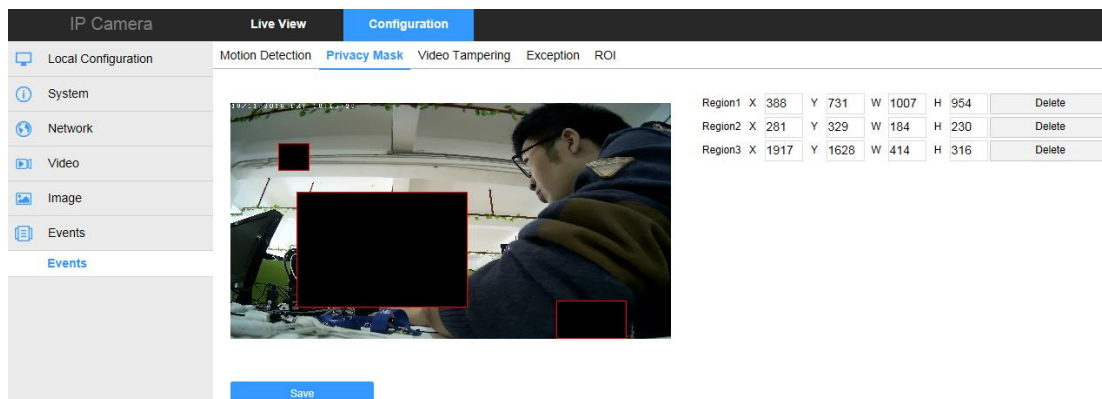 IP Camera Live View Configuration
Local Configuration Motion Detection Privacy Mask Video Tampering Exception ROI
System
Region1 X 388 Y 731 W 1007 H 954 Delete
Network
Region2 X 281 Y 329 W 184 H 230 Delete
Region3 X 1917 Y 1628 W 414 H 316 Delete
Video
Image
Events
Events
Save